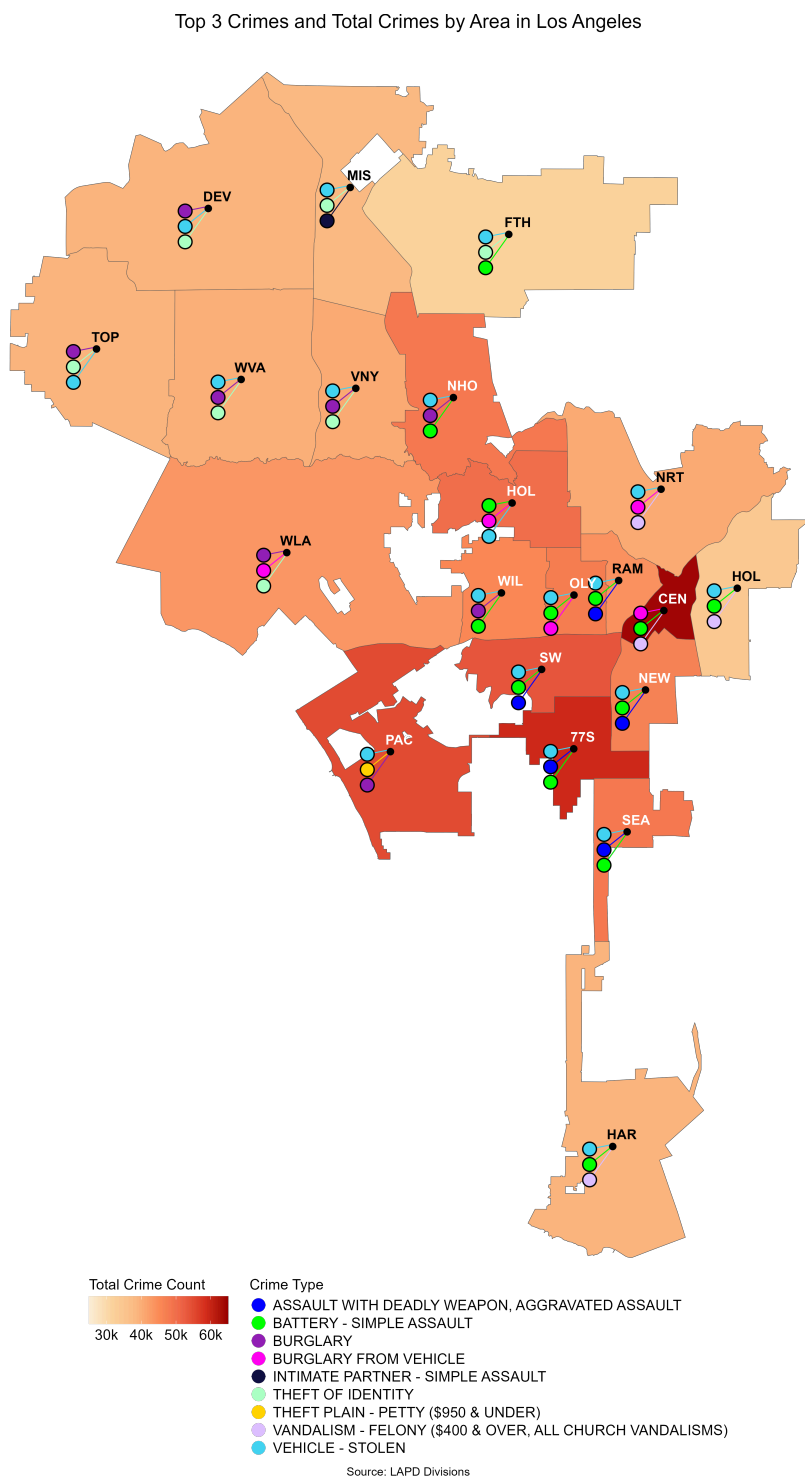 Top 3 Crimes and Total Crimes by Area in Los Angeles
MIS
DEV
FTH
TOP
WVA
VNY
NHO
NRT
HOL
WLA
RAM
HOL
OLY
WIL
CEN
SW
NEW
77S
PAC
SEA
HAR
Total Crime Count
30k 40k 50k 60k
Crime Type
ASSAULT WITH DEADLY WEAPON, AGGRAVATED ASSAULT
BATTERY - SIMPLE ASSAULT
BURGLARY
BURGLARY FROM VEHICLE
INTIMATE PARTNER - SIMPLE ASSAULT
THEFT OF IDENTITY
THEFT PLAIN - PETTY ($950 & UNDER)
VANDALISM - FELONY ($400 & OVER, ALL CHURCH VANDALISMS)
VEHICLE - STOLEN
Source: LAPD Divisions